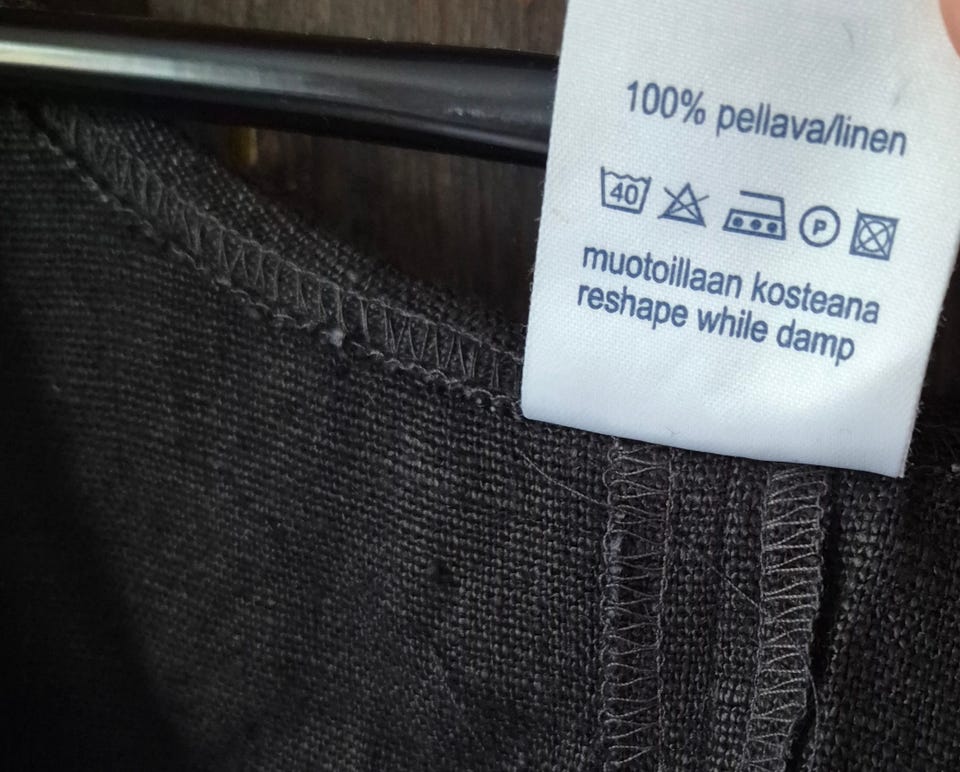 100% pellava/linen
40 P
muotoillaan kosteana
reshape while damp